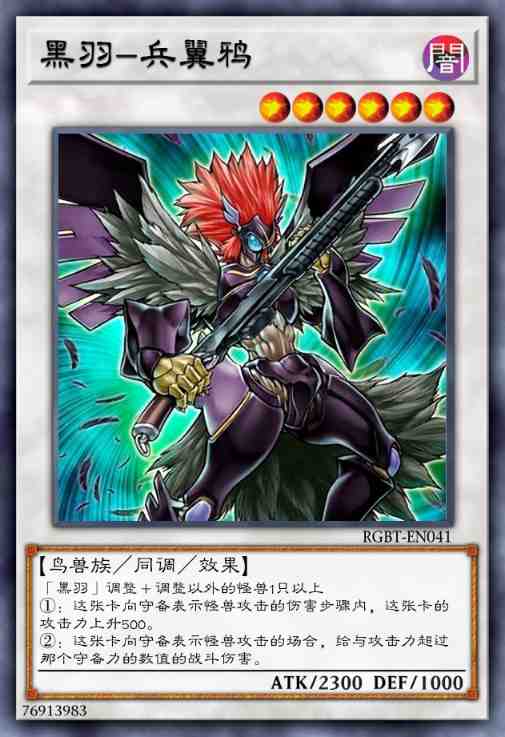 黑羽-兵翼鸦
闇
RGBT-EN041
【鸟兽族／同调／效果】
「黑羽」调整＋调整以外的怪兽1只以上
①：这张卡向守备表示怪兽攻击的伤害步骤内，这张卡的
攻击力上升500。
②：这张卡向守备表示怪兽攻击的场合，给与攻击力超过
那个守备力的数值的战斗伤害。
ATK/2300 DEF/1000
76913983